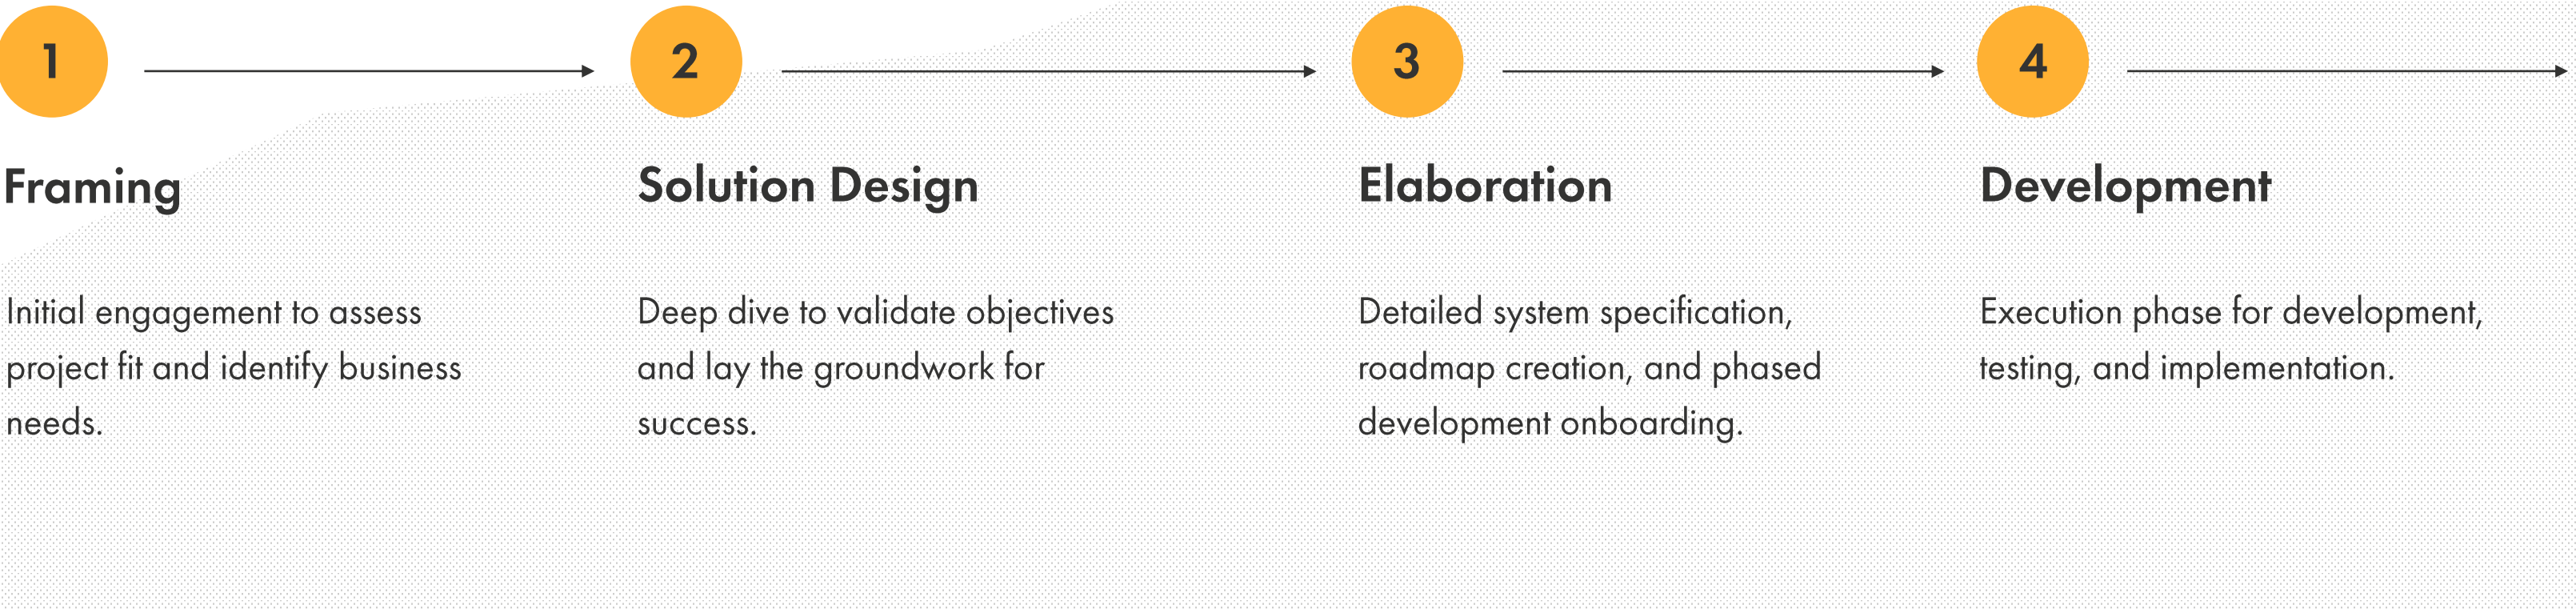 1
Framing
Initial engagement to assess
project fit and identify business
needs.
2
Solution Design
Deep dive to validate objectives
and lay the groundwork for
success.
3
Elaboration
Detailed system specification,
roadmap creation, and phased
development onboarding.
4
Development
Execution phase for development,
testing, and implementation.